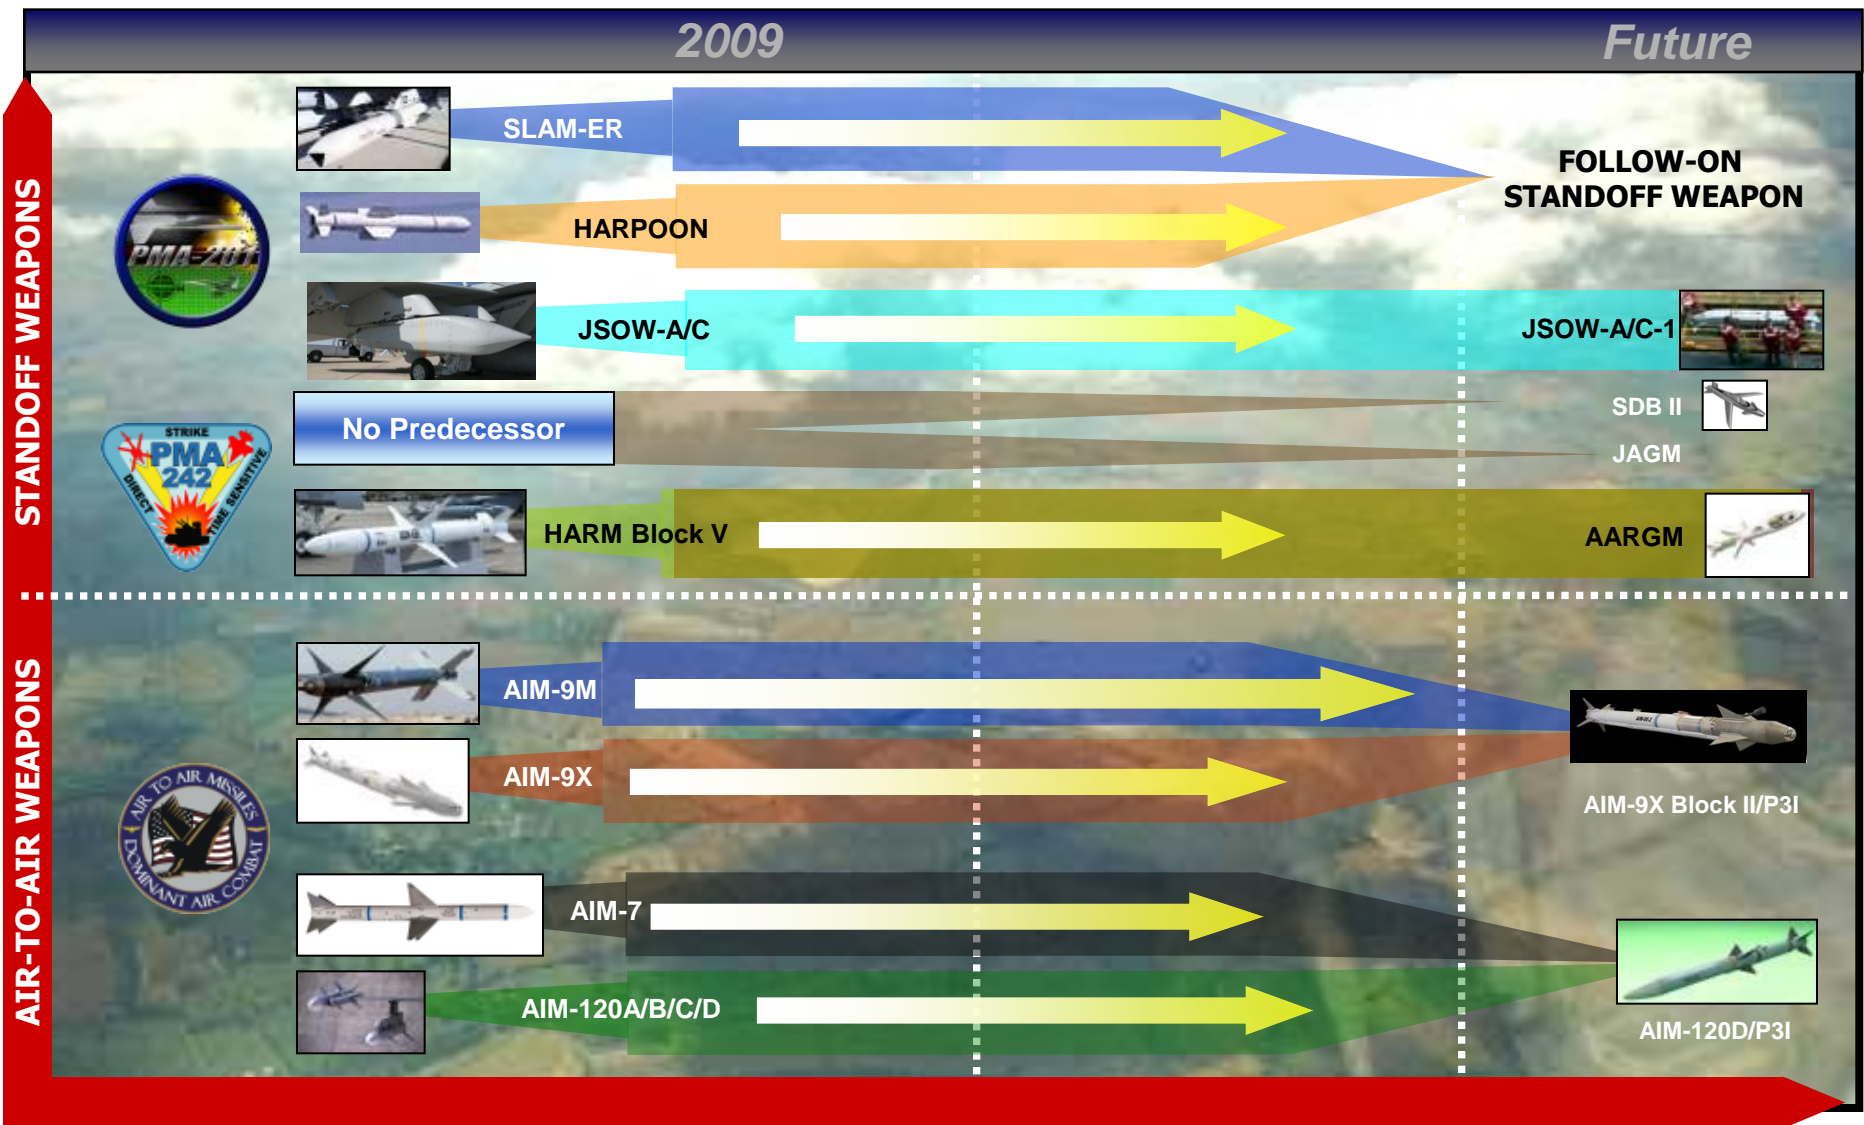 2009
Future
STANDOFF WEAPONS
AIR-TO-AIR WEAPONS
SLAM-ER
FOLLOW-ON
STANDOFF WEAPON
PMA-201
HARPOON
JSOW-A/C
JSOW-A/C-1
No Predecessor
SDB II
JAGM
STRIKE
PMA
242
DIRECT
TIME SENSITIVE
HARM Block V
AARGM
AIM-9M
AIM-9X
AIM-9X Block II/P3I
AIR TO AIR MISSILES
DOMINANT AIR COMBAT
AIM-7
AIM-120A/B/C/D
AIM-120D/P3I